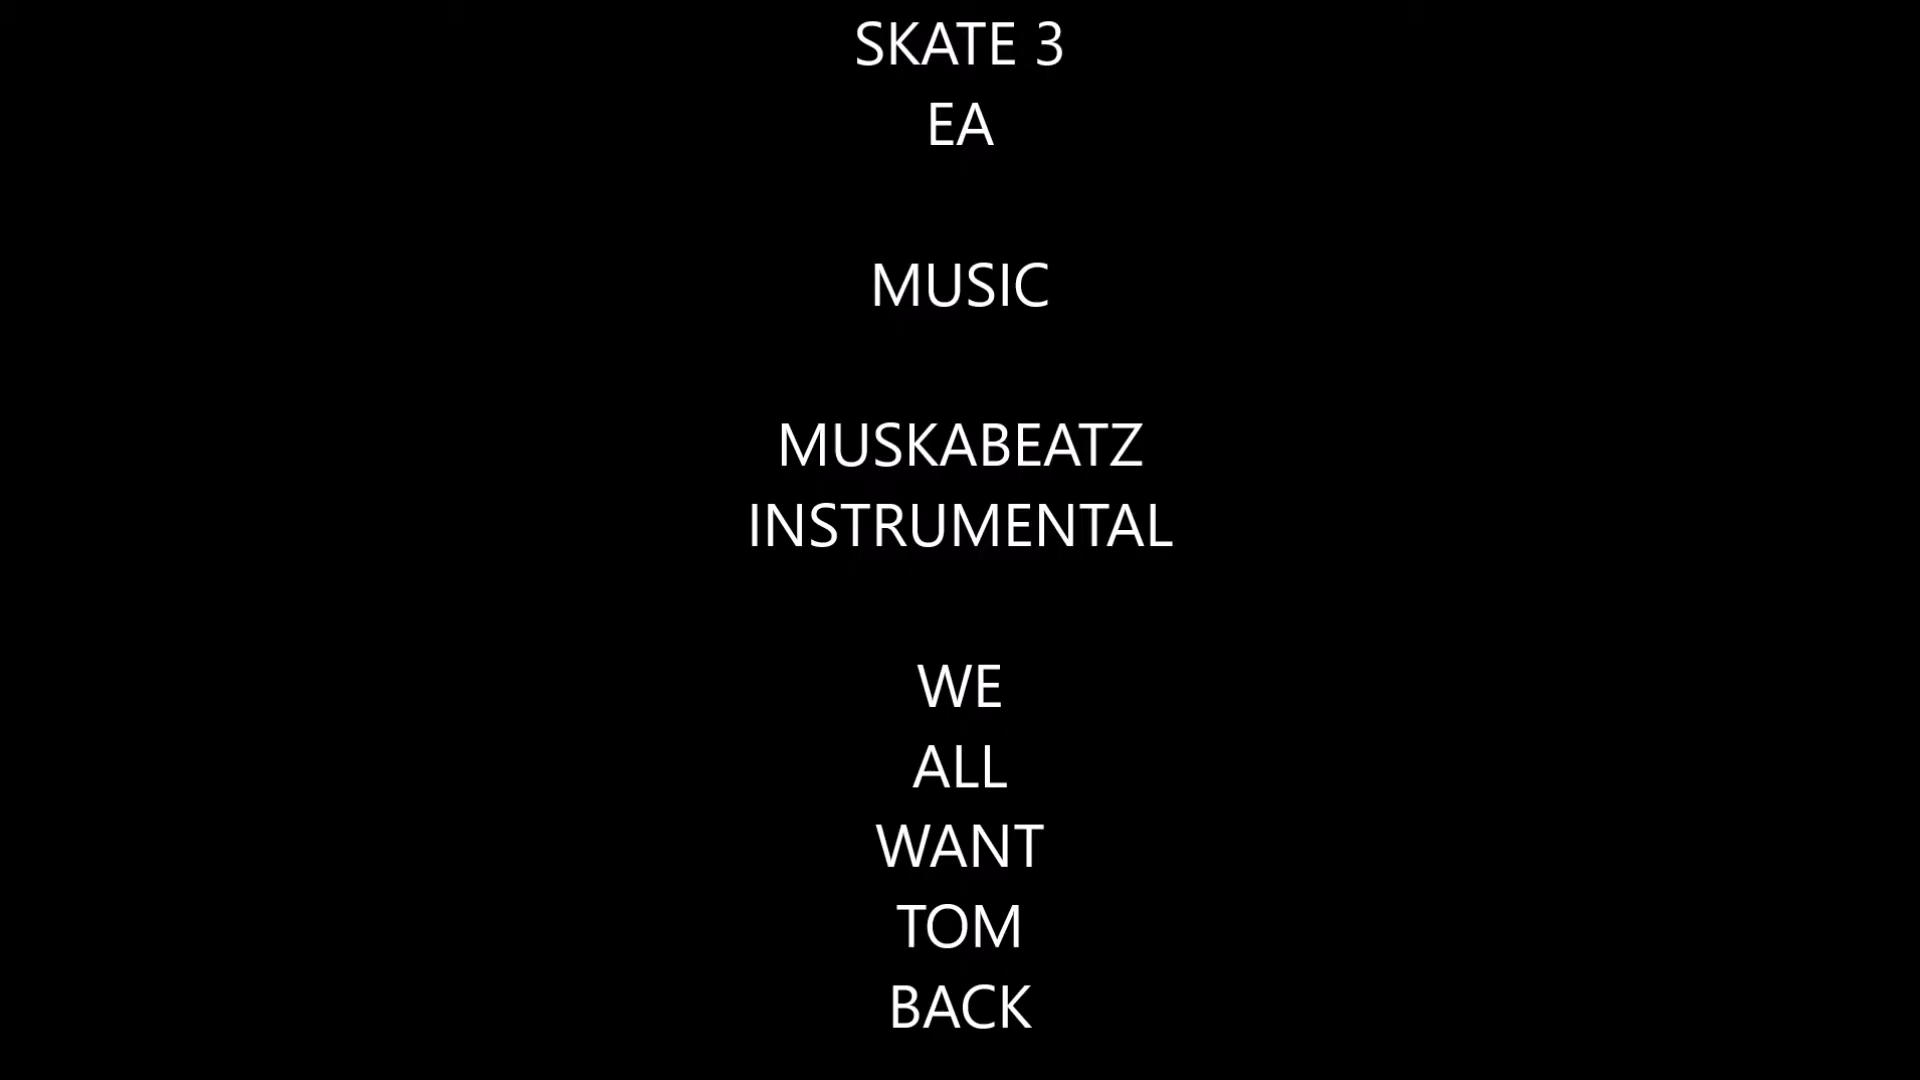 SKATE 3
EA
MUSIC
MUSKABEATZ
INSTRUMENTAL
WE
ALL
WANT
TOM
BACK